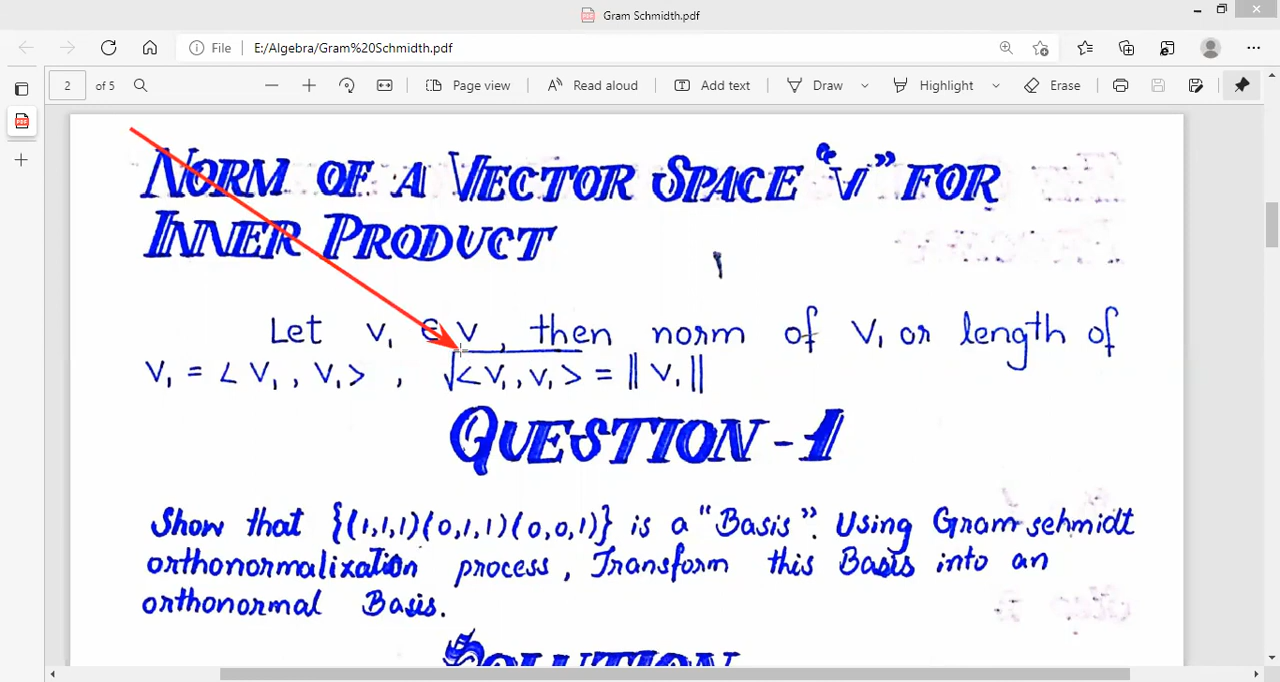 Gram Schmidth.pdf
File E:/Algebra/Gram%20Schmidth.pdf
2 of 5 Page view Read aloud Add text Draw Highlight Erase
NORM OF A VECTOR SPACE "V" FOR
INNER PRODUCT
Let V₁ ∈ V, then norm of V₁ or length of
V₁ = < V₁, V₁ > , √<V₁, V₁> = || V₁ ||
QUESTION - 1
Show that {(1,1,1)(0,1,1)(0,0,1)} is a "Basis". Using Gram schmidt
orthonormalization process, Transform this Basis into an
orthonormal Basis.
SOLUTION